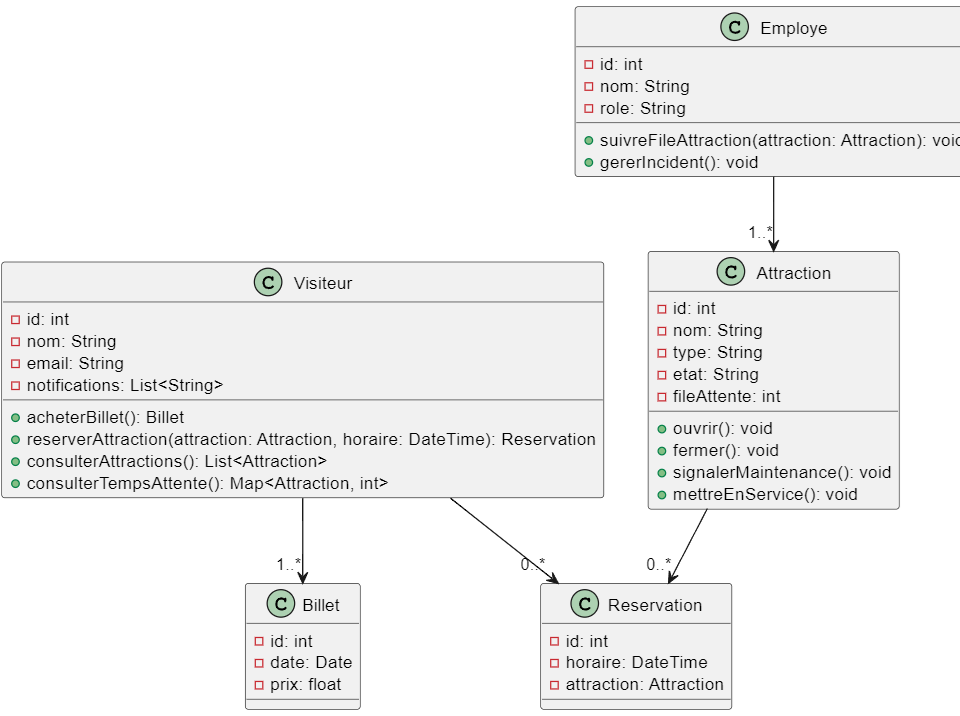 C Employe
id: int
nom: String
role: String
suivreFileAttraction(attraction: Attraction): voi
gererIncident(): void
1..*
C Attraction
id: int
nom: String
type: String
etat: String
fileAttente: int
ouvrir(): void
fermer(): void
signalerMaintenance(): void
mettreEnService(): void
C Visiteur
id: int
nom: String
email: String
notifications: List<String>
acheterBillet(): Billet
reserverAttraction(attraction: Attraction, horaire: DateTime): Reservation
consulterAttractions(): List<Attraction>
consulterTempsAttente(): Map<Attraction, int>
1..*
0..*
0..*
C Billet
id: int
date: Date
prix: float
C Reservation
id: int
horaire: DateTime
attraction: Attraction